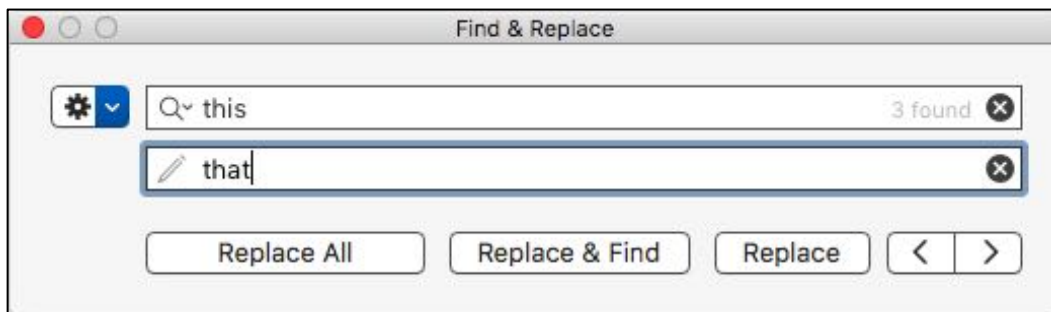 Find & Replace
this 3 found
that
Replace All Replace & Find Replace < >